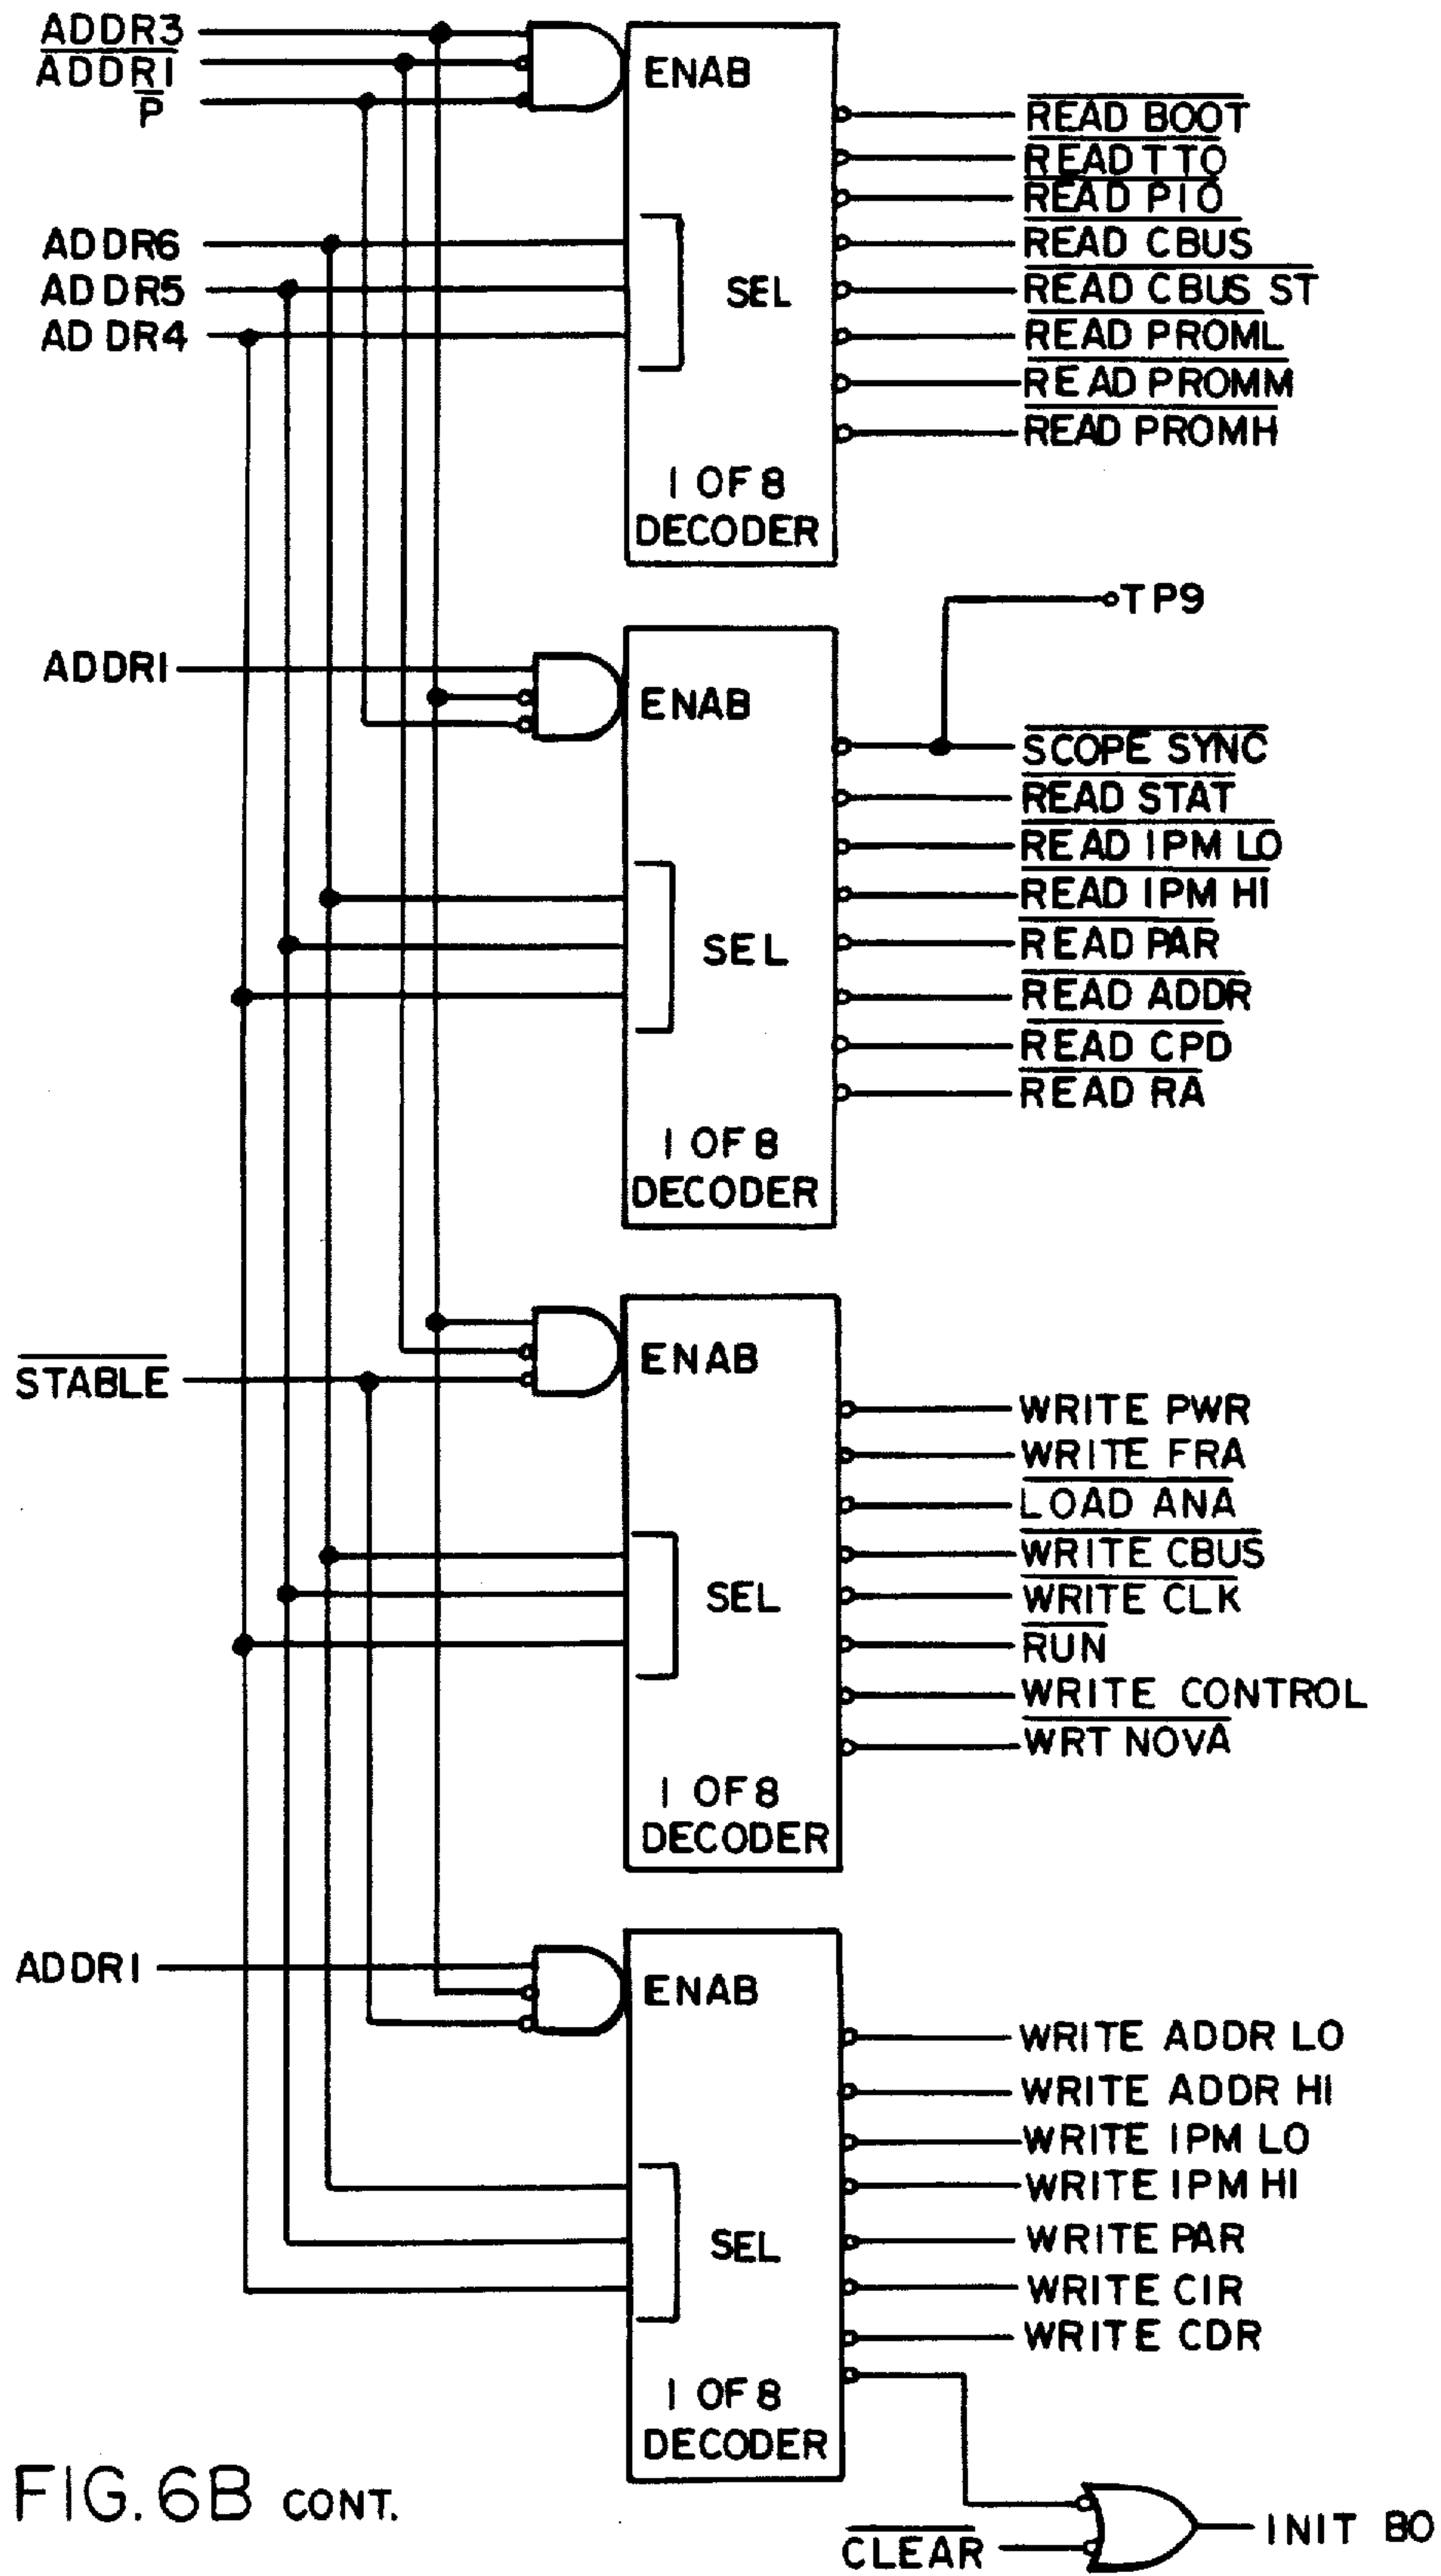 ADDR3
ADDR1
P
ENAB
READ BOOT
READ TTO
READ PIO
ADDR6
READ CBUS
ADDR5
SEL
READ CBUS ST
ADDR4
READ PROML
READ PROMM
READ PROMH
1 OF 8
DECODER
TP9
ADDR1
ENAB
SCOPE SYNC
READ STAT
READ IPM LO
READ IPM HI
SEL
READ PAR
READ ADDR
READ CPD
READ RA
1 OF 8
DECODER
STABLE
ENAB
WRITE PWR
WRITE FRA
LOAD ANA
WRITE CBUS
SEL
WRITE CLK
RUN
WRITE CONTROL
WRT NOVA
1 OF 8
DECODER
ADDR1
ENAB
WRITE ADDR LO
WRITE ADDR HI
WRITE IPM LO
WRITE IPM HI
SEL
WRITE PAR
WRITE CIR
WRITE CDR
1 OF 8
DECODER
FIG. 6B CONT.
CLEAR
INIT BO